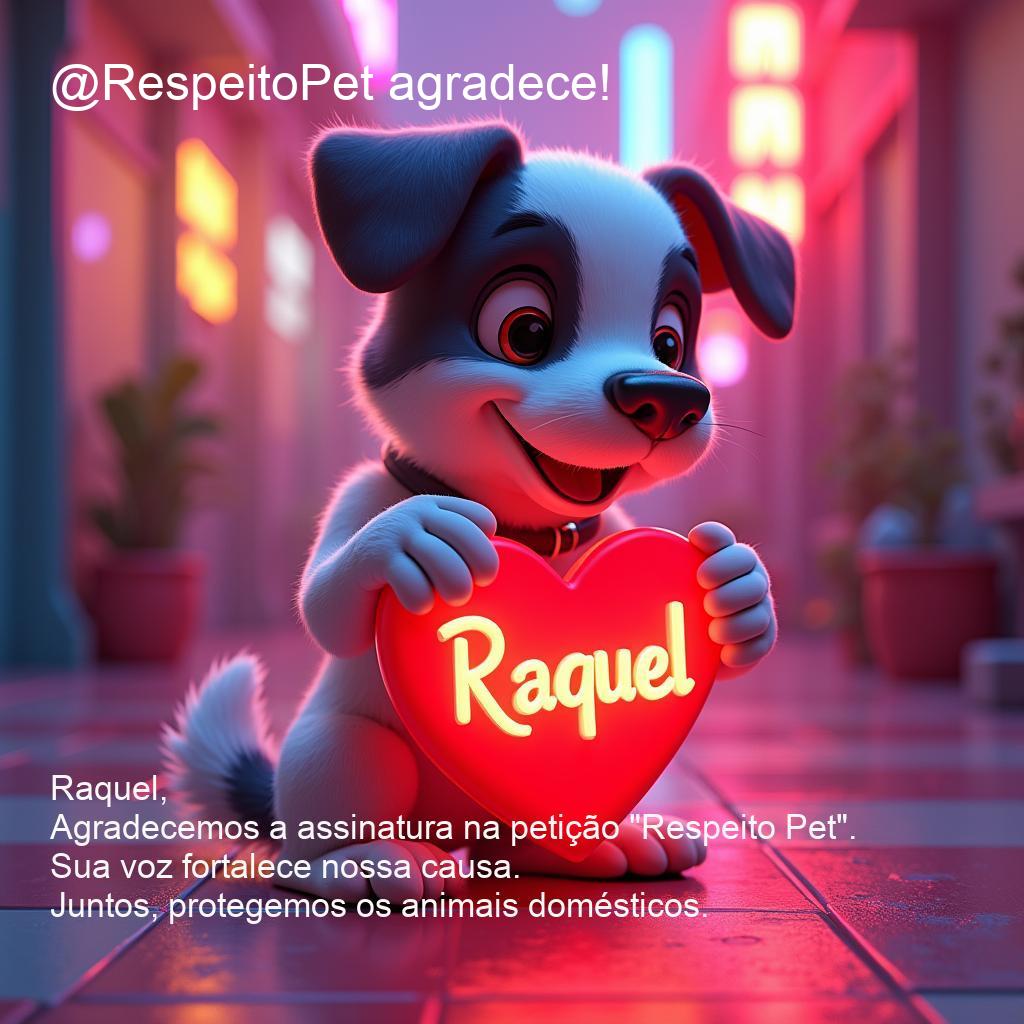 @RespeitoPet agradece!
Raquel
Raquel,
Agradecemos a assinatura na petição "Respeito Pet".
Sua voz fortalece nossa causa.
Juntos, protegemos os animais domésticos.